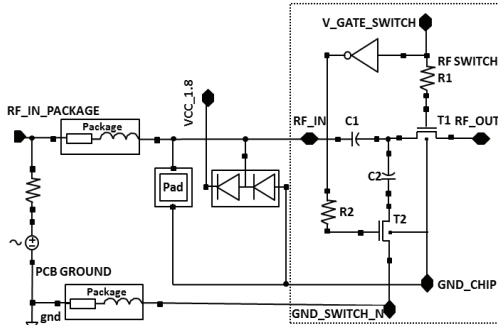 V_GATE_SWITCH
RF SWITCH
R1
VCC_1.8
RF_IN_PACKAGE
Package
RF_IN
C1
T1
RF_OUT
Pad
C2
R2
T2
PCB GROUND
Package
GND_CHIP
gnd
GND_SWITCH_N